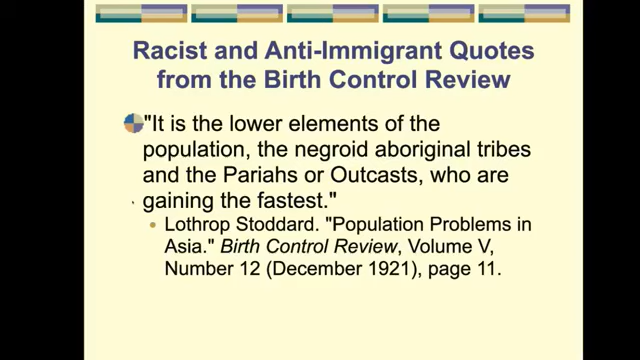 Racist and Anti-Immigrant Quotes
from the Birth Control Review
"It is the lower elements of the
population, the negroid aboriginal tribes
and the Pariahs or Outcasts, who are
gaining the fastest."
Lothrop Stoddard. "Population Problems in
Asia." Birth Control Review, Volume V,
Number 12 (December 1921), page 11.